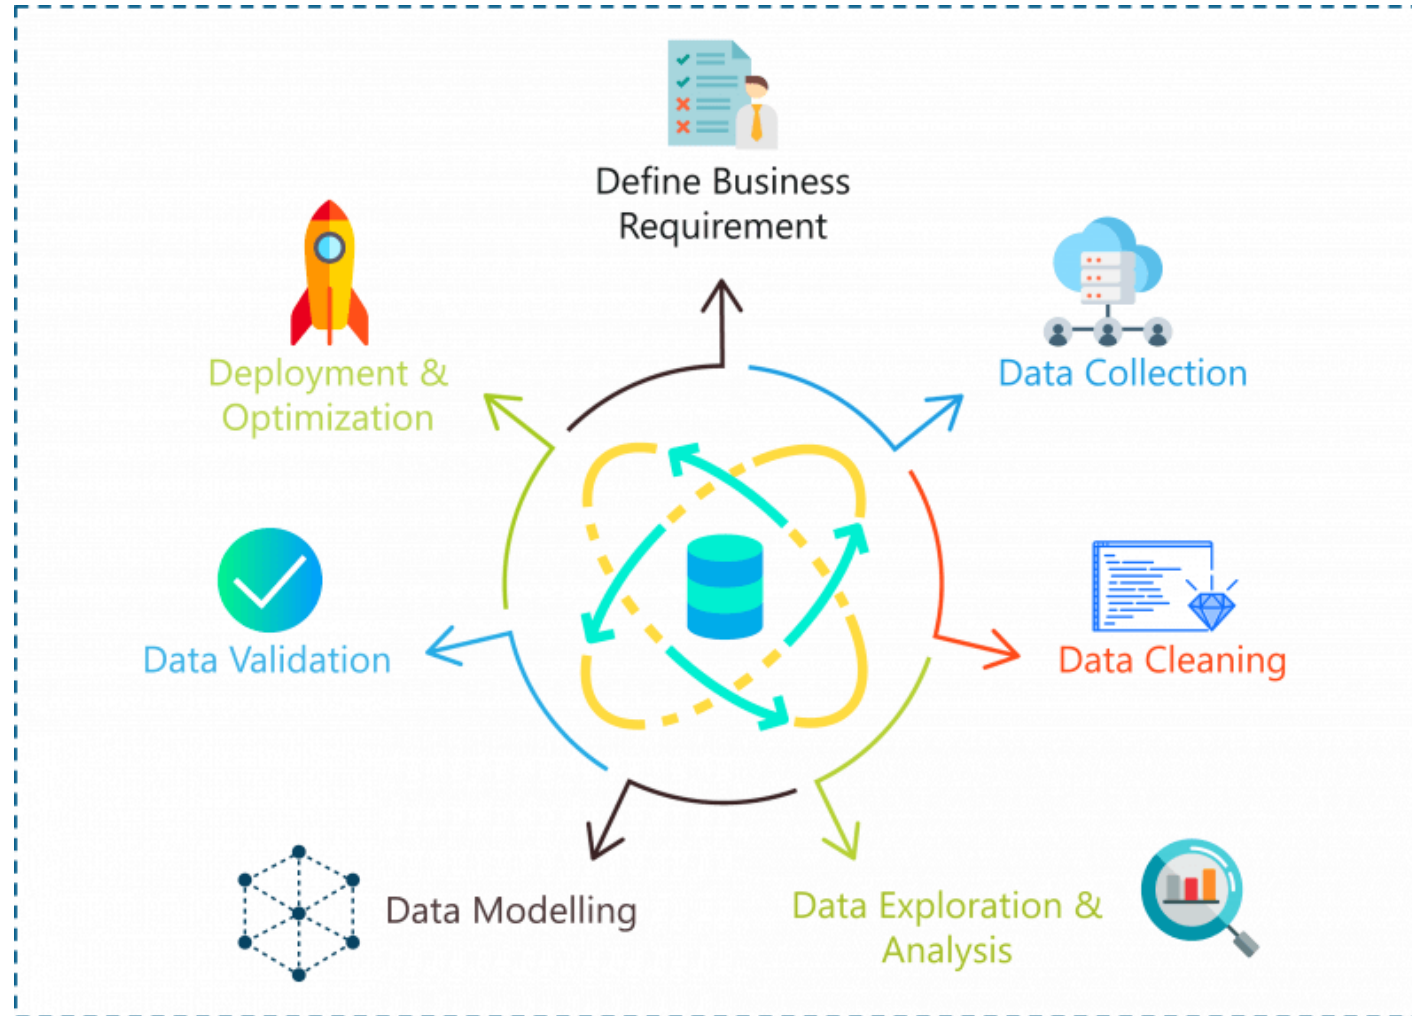 Define Business
Requirement
Data Collection
Data Cleaning
Data Exploration &
Analysis
Data Modelling
Data Validation
Deployment &
Optimization